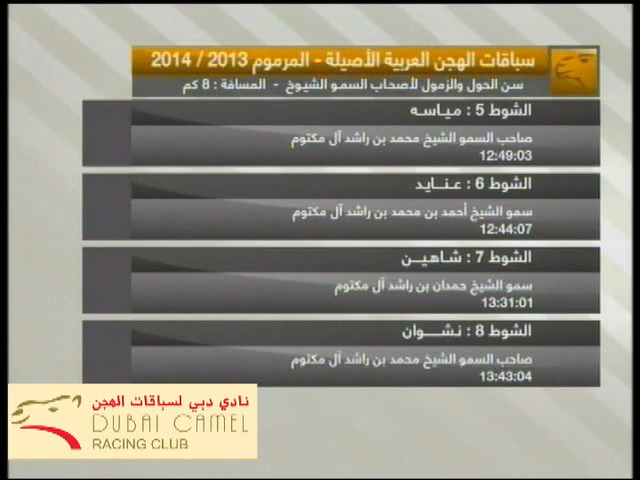 سباقات الهجن العربية الأصيلة - المرموم 2013 / 2014
سن الحول والزمول لأصحاب السمو الشيوخ - المسافة : 8 كم
الشوط 5 : مياسه
صاحب السمو الشيخ محمد بن راشد آل مكتوم
12:49:03
الشوط 6 : عنايد
سمو الشيخ أحمد بن محمد بن راشد آل مكتوم
12:44:07
الشوط 7 : شاهين
سمو الشيخ حمدان بن راشد آل مكتوم
13:31:01
الشوط 8 : نشوان
صاحب السمو الشيخ محمد بن راشد آل مكتوم
13:43:04
نادي دبي لسباقات الهجن
DUBAI CAMEL
RACING CLUB